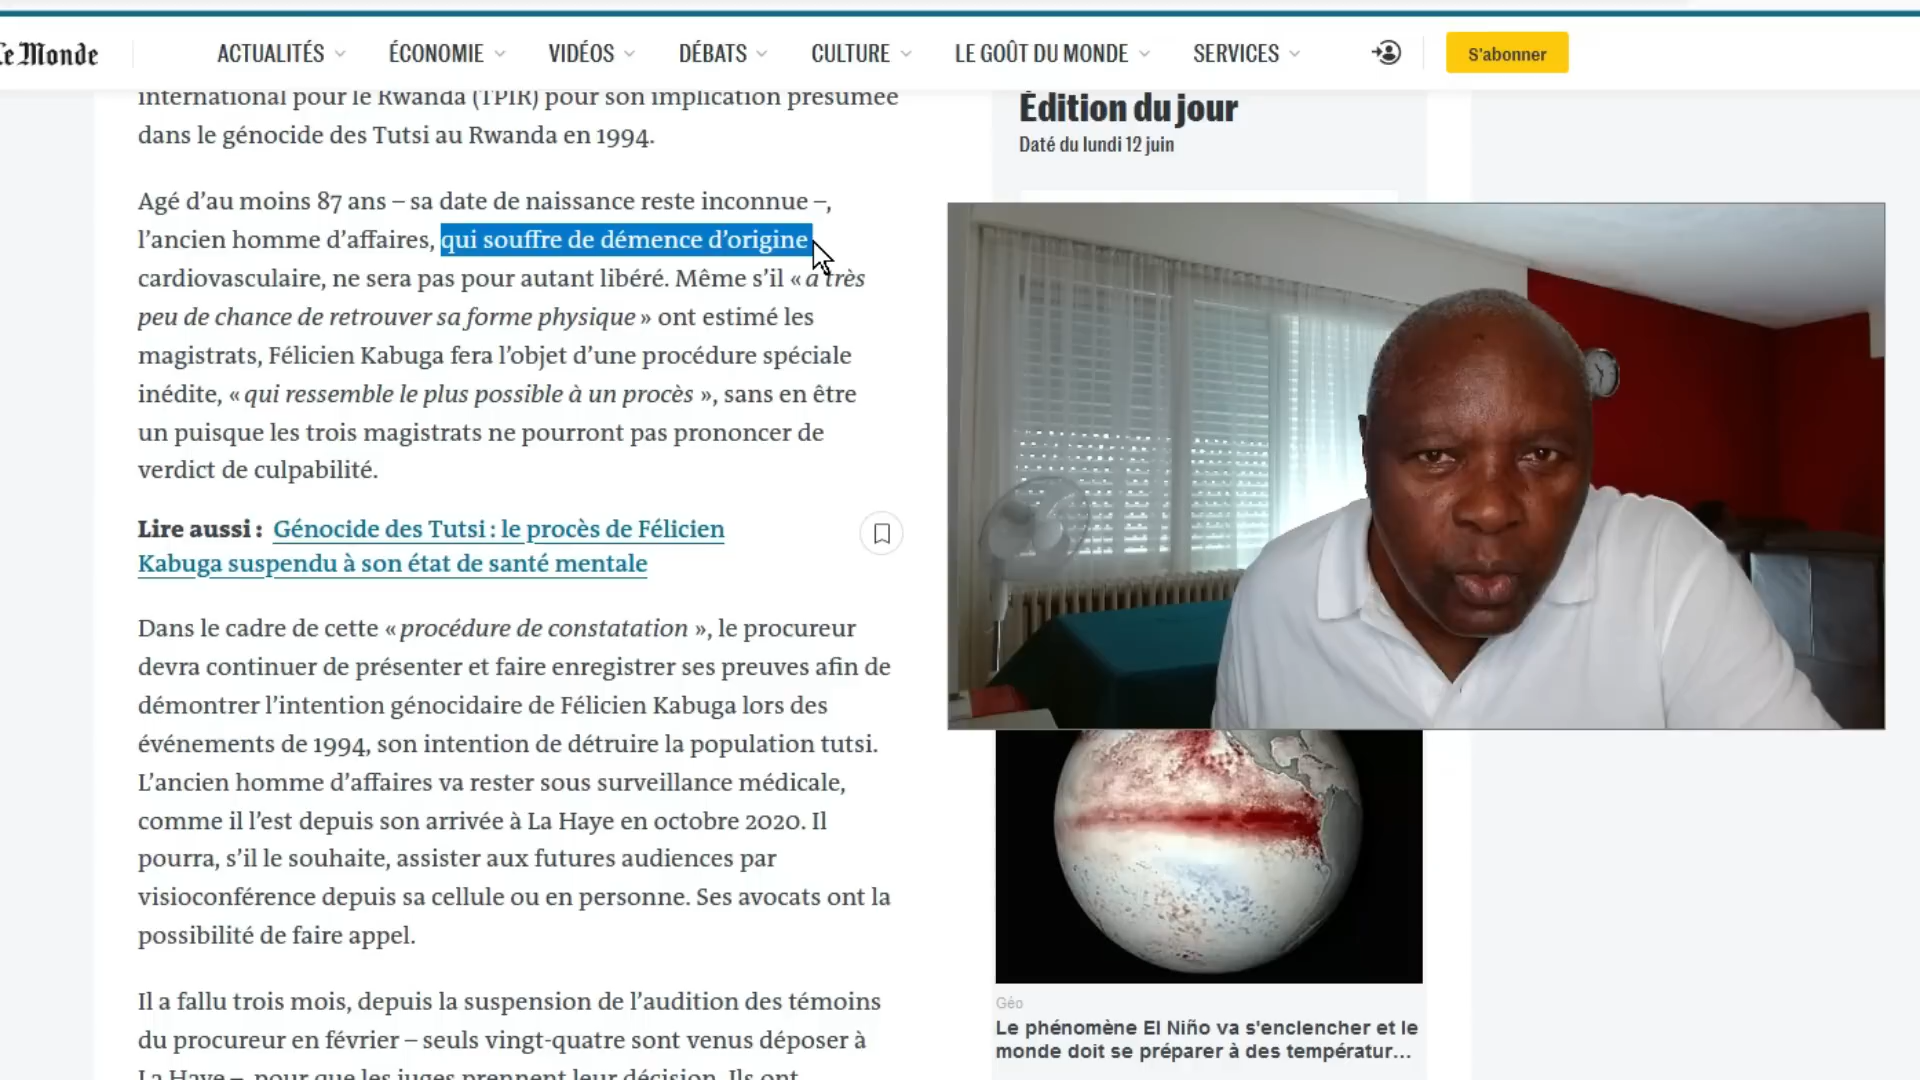 Le Monde
ACTUALITÉS
ÉCONOMIE
VIDÉOS
DÉBATS
CULTURE
LE GOÛT DU MONDE
SERVICES
S'abonner
international pour le Rwanda (TPIR) pour son implication présumée
dans le génocide des Tutsi au Rwanda en 1994.
Agé d’au moins 87 ans – sa date de naissance reste inconnue –,
l’ancien homme d’affaires, qui souffre de démence d’origine
cardiovasculaire, ne sera pas pour autant libéré. Même s’il « a très
peu de chance de retrouver sa forme physique » ont estimé les
magistrats, Félicien Kabuga fera l’objet d’une procédure spéciale
inédite, « qui ressemble le plus possible à un procès », sans en être
un puisque les trois magistrats ne pourront pas prononcer de
verdict de culpabilité.
Lire aussi : Génocide des Tutsi : le procès de Félicien
Kabuga suspendu à son état de santé mentale
Dans le cadre de cette « procédure de constatation », le procureur
devra continuer de présenter et faire enregistrer ses preuves afin de
démontrer l’intention génocidaire de Félicien Kabuga lors des
événements de 1994, son intention de détruire la population tutsi.
L’ancien homme d’affaires va rester sous surveillance médicale,
comme il l’est depuis son arrivée à La Haye en octobre 2020. Il
pourra, s’il le souhaite, assister aux futures audiences par
visioconférence depuis sa cellule ou en personne. Ses avocats ont la
possibilité de faire appel.
Il a fallu trois mois, depuis la suspension de l’audition des témoins
du procureur en février – seuls vingt-quatre sont venus déposer à
La Haye –, pour que les juges prennent leur décision. Ils ont
Édition du jour
Daté du lundi 12 juin
Géo
Le phénomène El Niño va s'enclencher et le
monde doit se préparer à des températur...